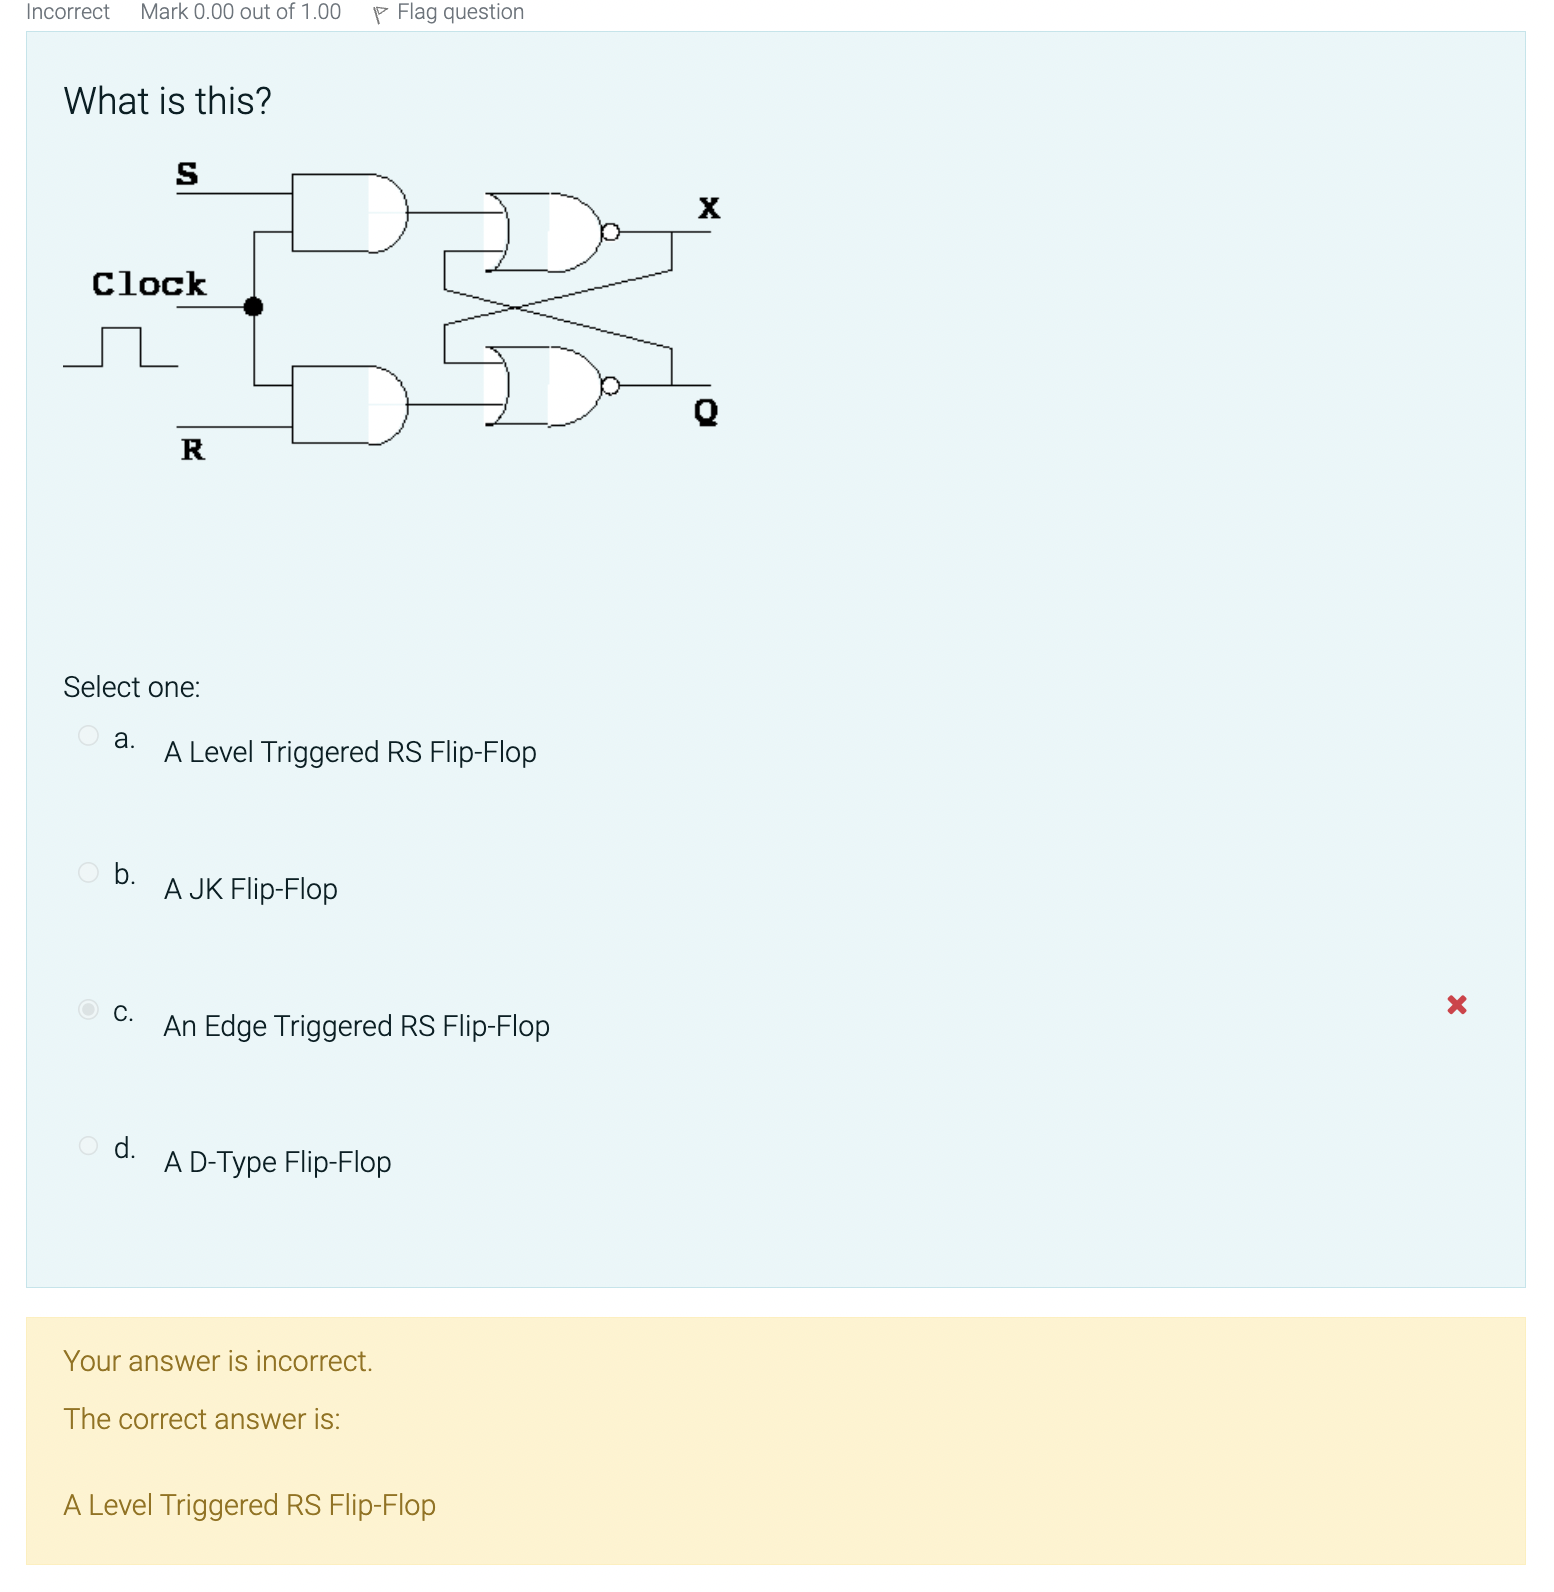 Incorrect Mark 0.00 out of 1.00 Flag question
What is this?
S
X
Clock
Q
R
Select one:
a. A Level Triggered RS Flip-Flop
b. A JK Flip-Flop
c. An Edge Triggered RS Flip-Flop
d. A D-Type Flip-Flop
Your answer is incorrect.
The correct answer is:
A Level Triggered RS Flip-Flop